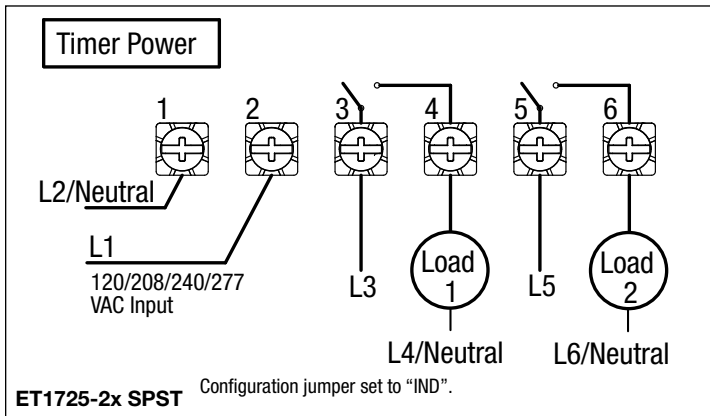 Timer Power
1 2 3 4 5 6
L2/Neutral
L1
120/208/240/277
VAC Input
L3
Load
1
L5
Load
2
L4/Neutral
L6/Neutral
ET1725-2x SPST
Configuration jumper set to “IND”.